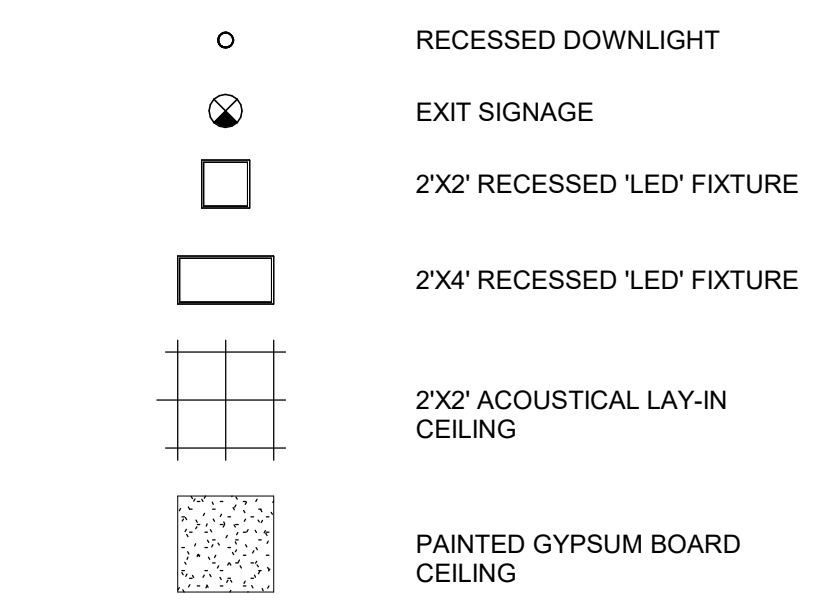 RECESSED DOWNLIGHT
EXIT SIGNAGE
2'X2' RECESSED 'LED' FIXTURE
2'X4' RECESSED 'LED' FIXTURE
2'X2' ACOUSTICAL LAY-IN
CEILING
PAINTED GYPSUM BOARD
CEILING